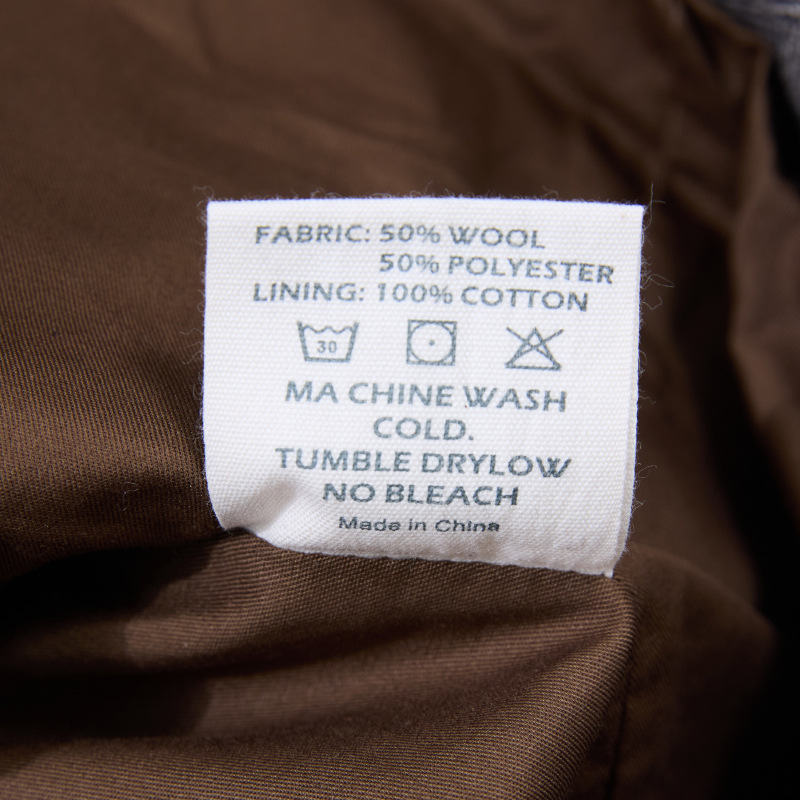 FABRIC: 50% WOOL
50% POLYESTER
LINING: 100% COTTON
30
MA CHINE WASH
COLD.
TUMBLE DRYLOW
NO BLEACH
Made in China